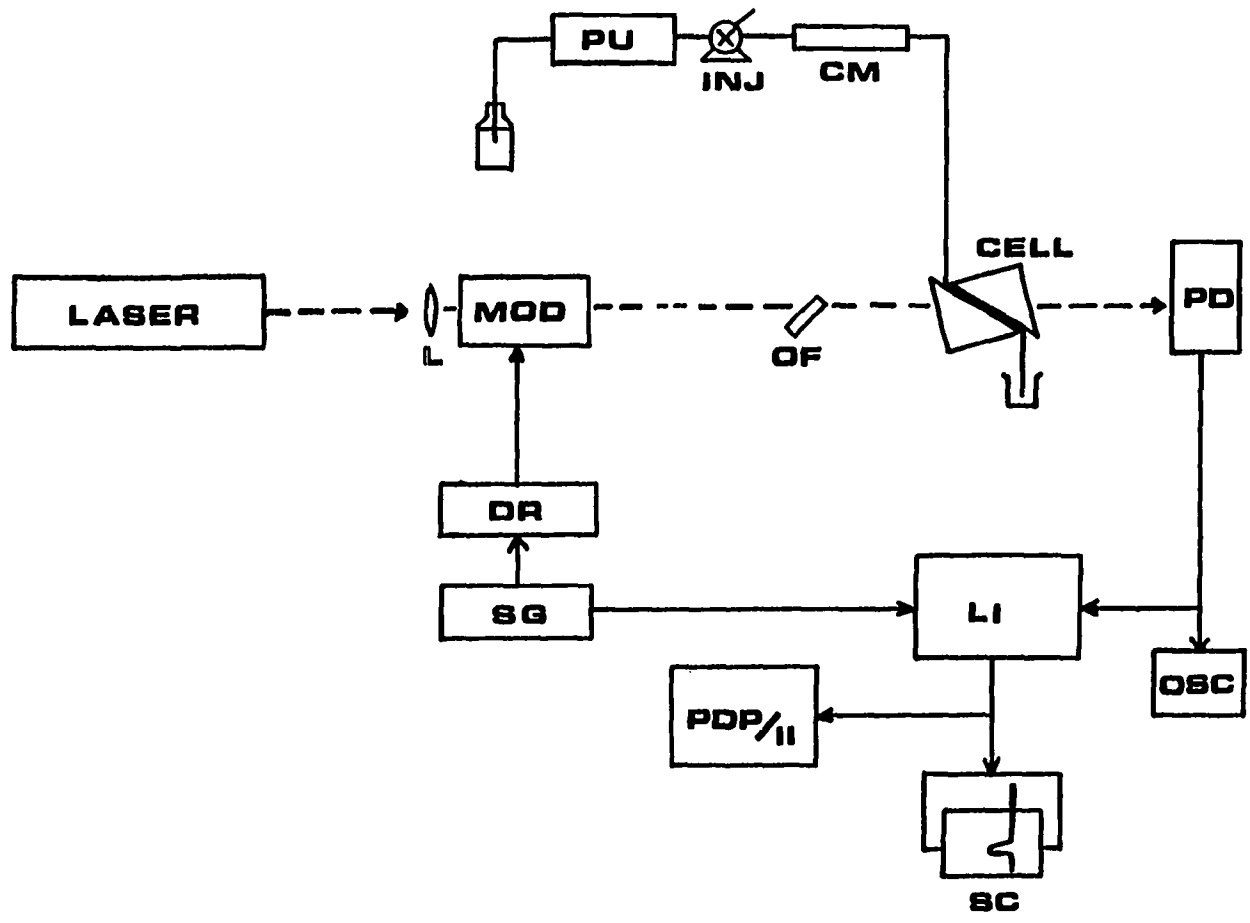 PU
INJ
CM
CELL
LASER
L
MOD
OF
PD
DR
SG
LI
OSC
PDP/11
SC